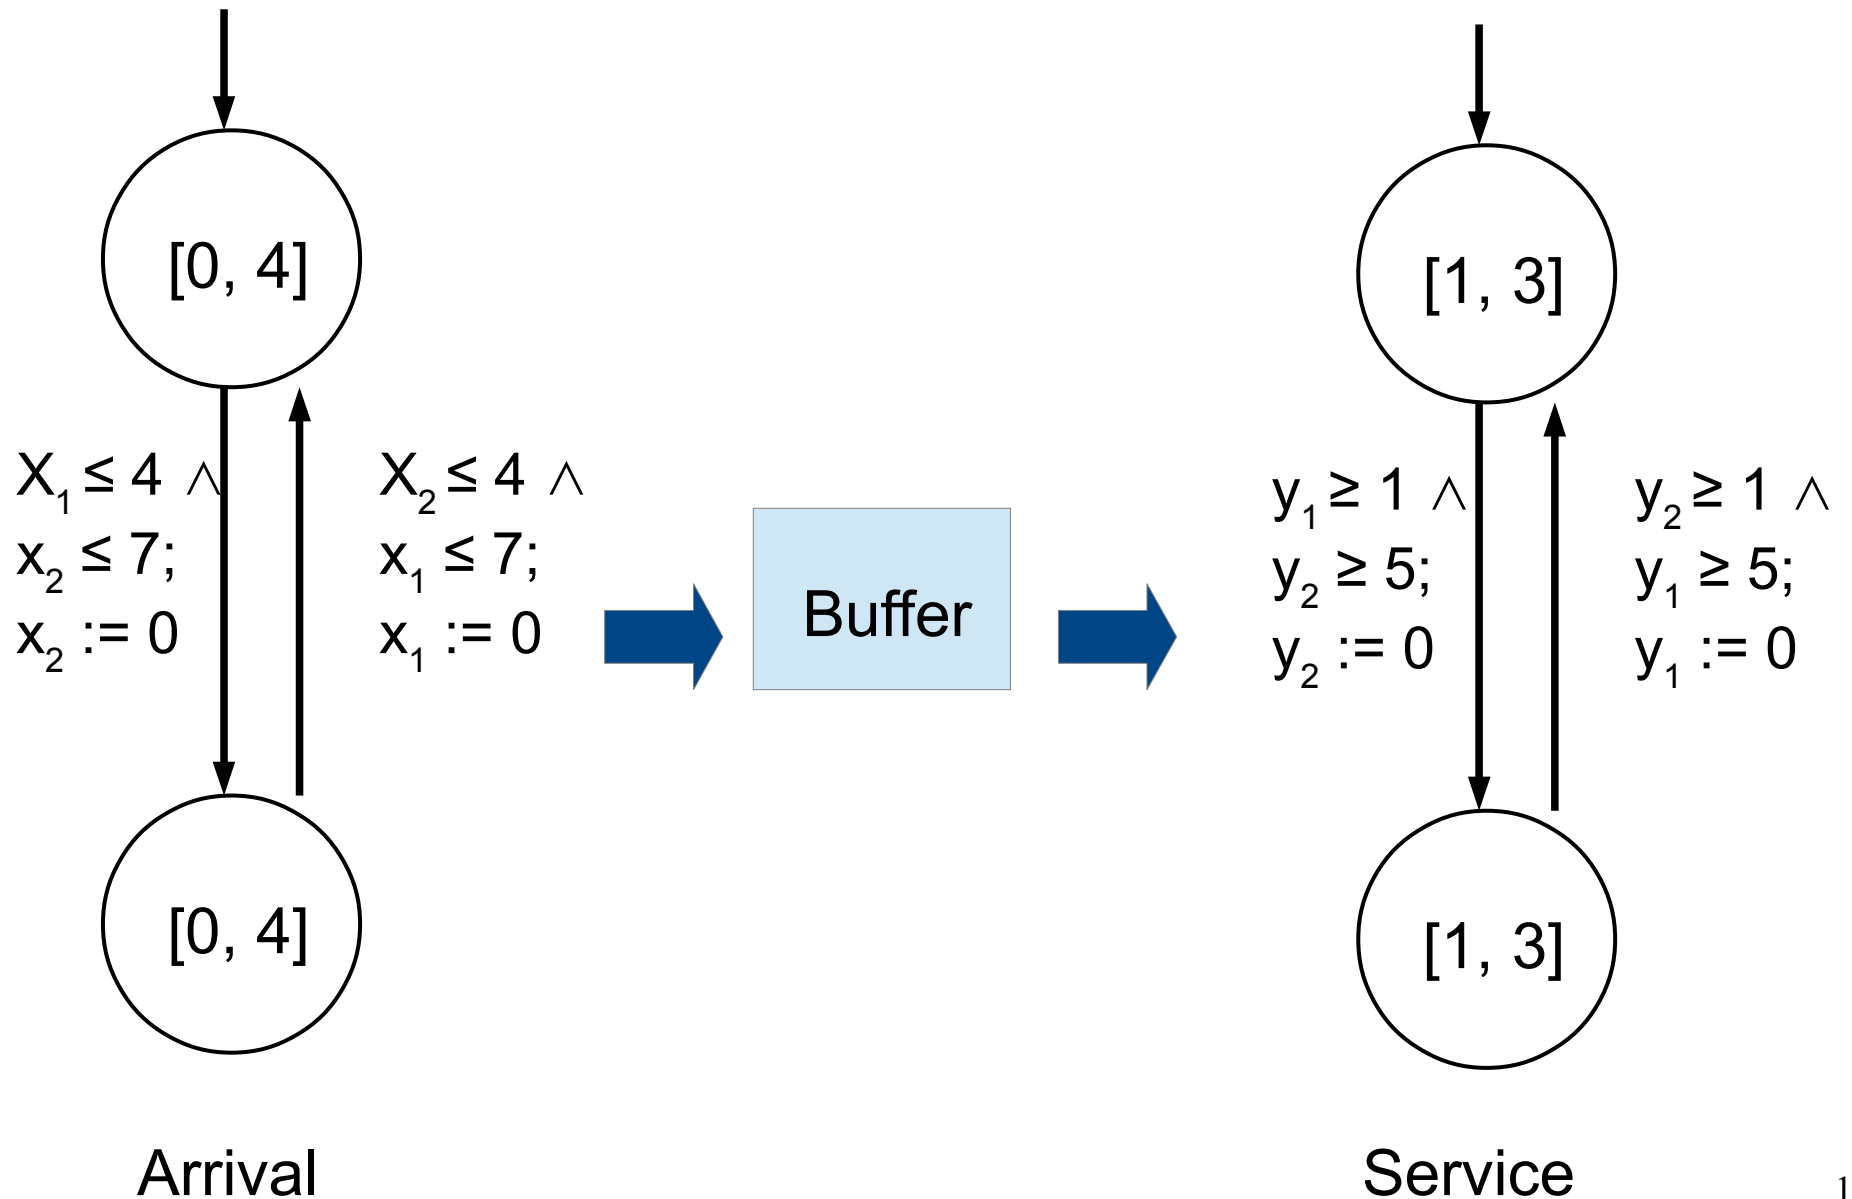 [0, 4]
X₁ ≤ 4 ∧
x₂ ≤ 7;
x₂ := 0
X₂ ≤ 4 ∧
x₁ ≤ 7;
x₁ := 0
[0, 4]
Arrival
Buffer
[1, 3]
y₁ ≥ 1 ∧
y₂ ≥ 5;
y₂ := 0
y₂ ≥ 1 ∧
y₁ ≥ 5;
y₁ := 0
[1, 3]
Service
1